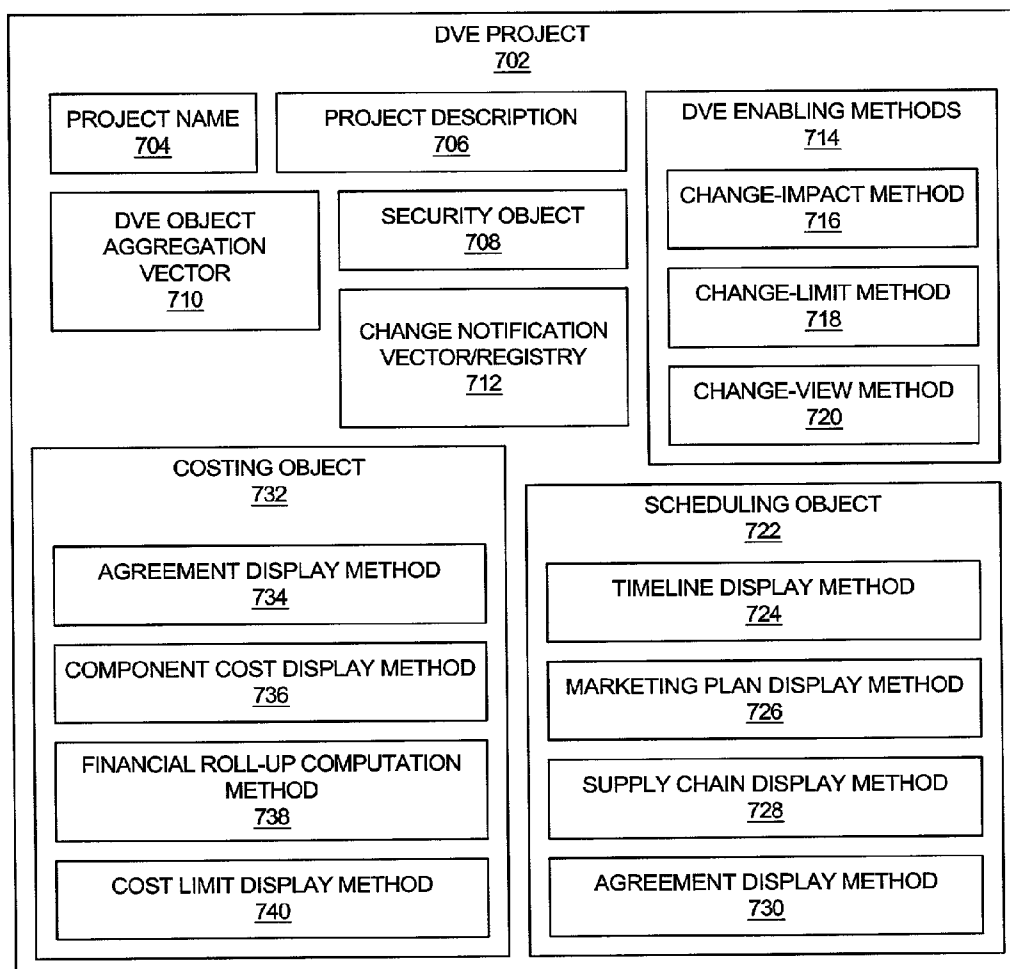 DVE PROJECT
702
PROJECT NAME
704
PROJECT DESCRIPTION
706
DVE OBJECT
AGGREGATION
VECTOR
710
SECURITY OBJECT
708
CHANGE NOTIFICATION
VECTOR/REGISTRY
712
DVE ENABLING METHODS
714
CHANGE-IMPACT METHOD
716
CHANGE-LIMIT METHOD
718
CHANGE-VIEW METHOD
720
COSTING OBJECT
732
AGREEMENT DISPLAY METHOD
734
COMPONENT COST DISPLAY METHOD
736
FINANCIAL ROLL-UP COMPUTATION
METHOD
738
COST LIMIT DISPLAY METHOD
740
SCHEDULING OBJECT
722
TIMELINE DISPLAY METHOD
724
MARKETING PLAN DISPLAY METHOD
726
SUPPLY CHAIN DISPLAY METHOD
728
AGREEMENT DISPLAY METHOD
730